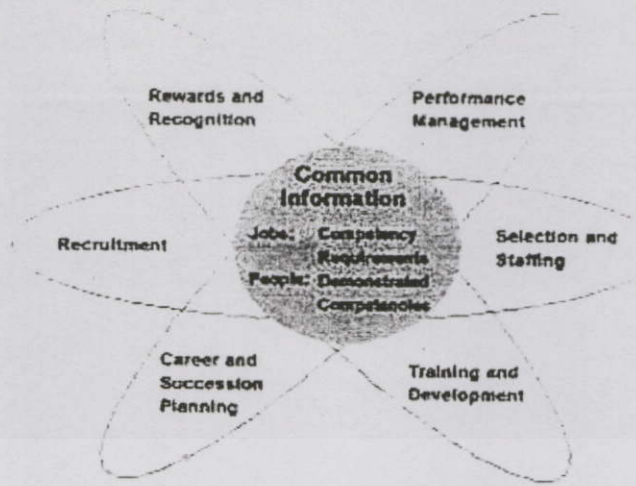 Rewards and
Recognition
Performance
Management
Common
Information
Jobs: Competency
Requirements
People: Demonstrated
Competencies
Recruitment
Selection and
Staffing
Career and
Succession
Planning
Training and
Development